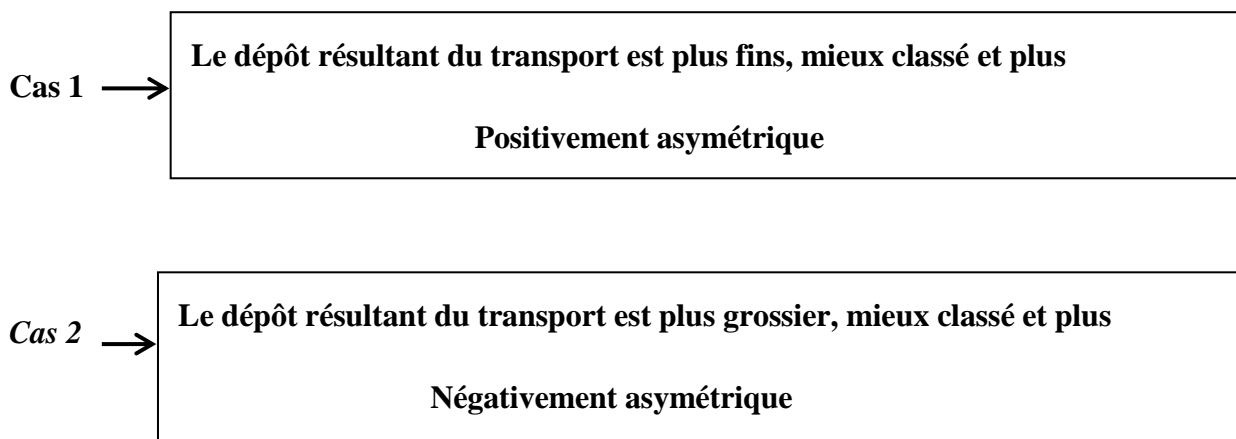 Le dépôt résultant du transport est plus fins, mieux classé et plus
Cas 1
Positivement asymétrique
Le dépôt résultant du transport est plus grossier, mieux classé et plus
Cas 2
Négativement asymétrique